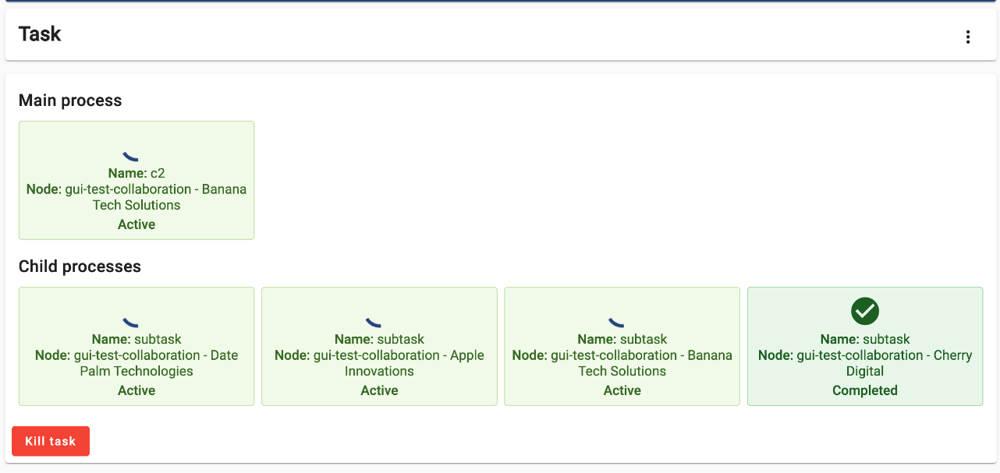 Task
Main process
Name: c2
Node: gui-test-collaboration - Banana
Tech Solutions
Active
Child processes
Name: subtask
Node: gui-test-collaboration - Date
Palm Technologies
Active
Name: subtask
Node: gui-test-collaboration - Apple
Innovations
Active
Name: subtask
Node: gui-test-collaboration - Banana
Tech Solutions
Active
Name: subtask
Node: gui-test-collaboration - Cherry
Digital
Completed
Kill task